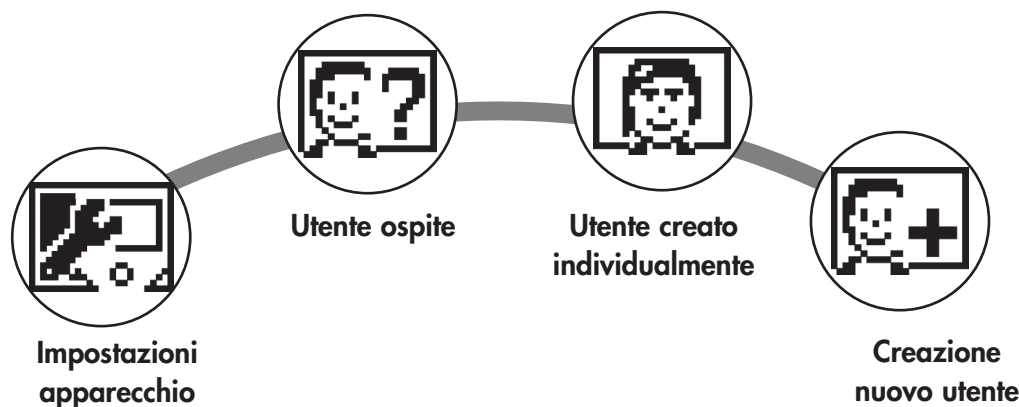 Utente ospite
Utente creato
individualmente
Impostazioni
apparecchio
Creazione
nuovo utente